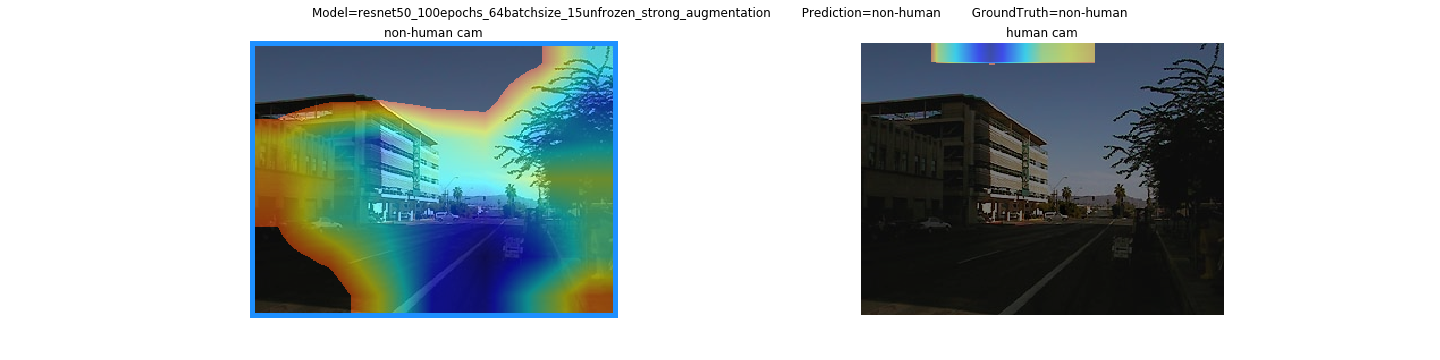 Model=resnet50_100epochs_64batchsize_15unfrozen_strong_augmentation Prediction=non-human GroundTruth=non-human
non-human cam
human cam